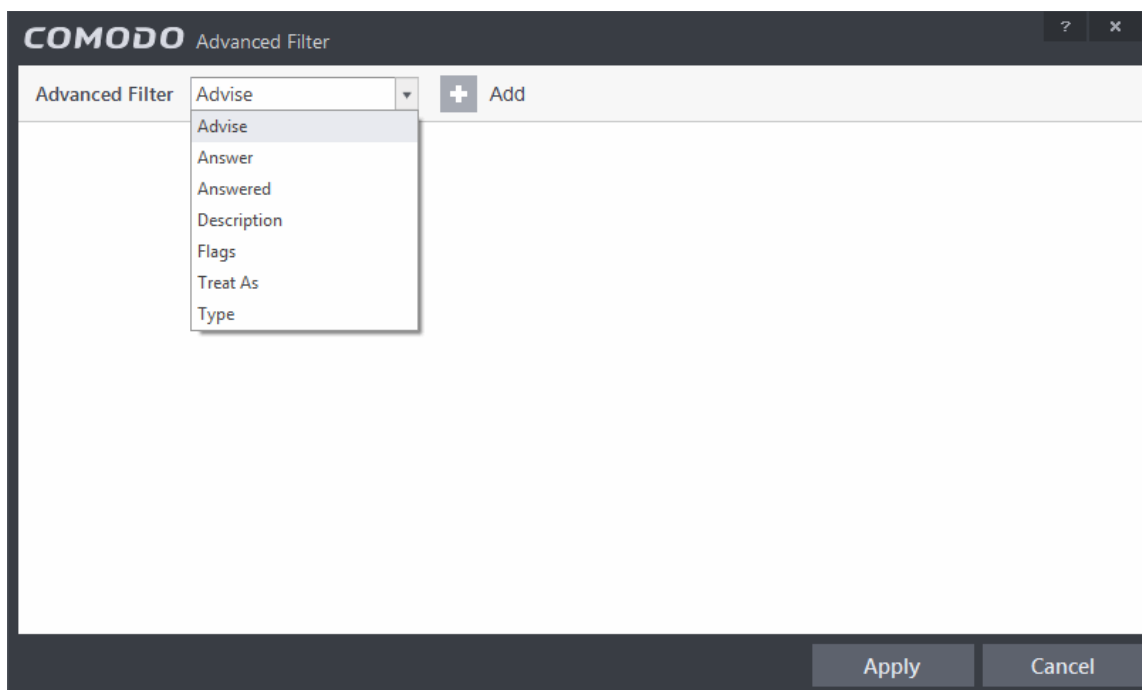 COMODO Advanced Filter ? ×
Advanced Filter Advise Add
Advise
Answer
Answered
Description
Flags
Treat As
Type
Apply Cancel